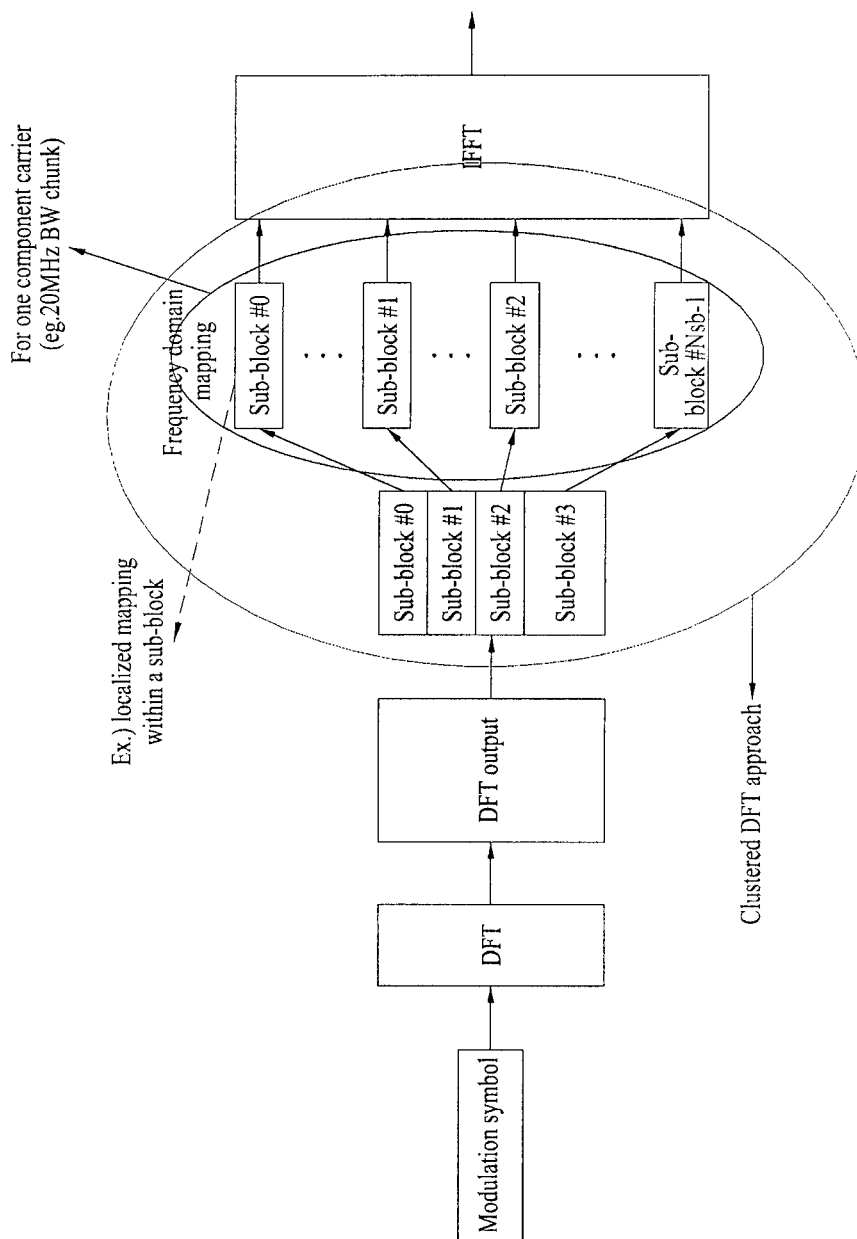 For one component carrier
(eg.20MHz BW chunk)
Ex.) localized mapping
within a sub-block
Frequency domain
mapping
Modulation symbol
DFT
DFT output
Sub-block #0
Sub-block #1
Sub-block #2
Sub-block #3
Sub-block #0
Sub-block #1
Sub-block #2
Sub-
block #Nsb-1
IFFT
Clustered DFT approach